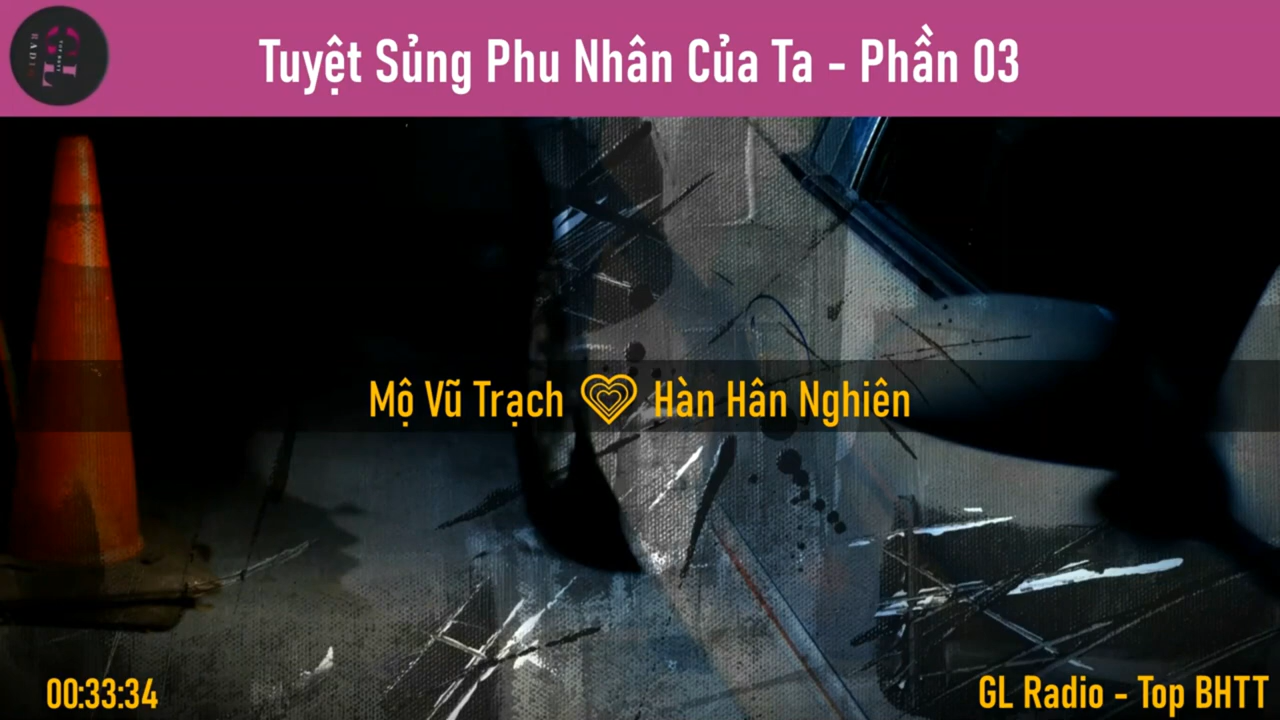 Tuyệt Sủng Phu Nhân Của Ta - Phần 03
Mộ Vũ Trạch Hàn Hân Nghiên
00:33:34
GL Radio - Top BHTT